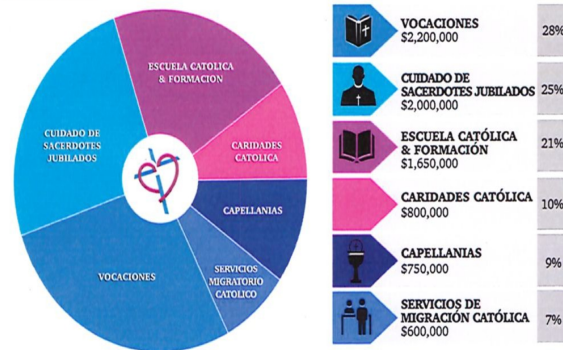 ESCUELA CATOLICA
& FORMACION
CUIDADO DE
SACERDOTES
JUBILADOS
CARIDADES
CATOLICA
CAPELLANIAS
VOCACIONES
SERVICIOS
MIGRATORIO
CATOLICO
VOCACIONES
$2,200,000
28%
CUIDADO DE
SACERDOTES JUBILADOS
$2,000,000
25%
ESCUELA CATÓLICA
& FORMACIÓN
$1,650,000
21%
CARIDADES CATÓLICA
$800,000
10%
CAPELLANIAS
$750,000
9%
SERVICIOS DE
MIGRACIÓN CATÓLICA
$600,000
7%